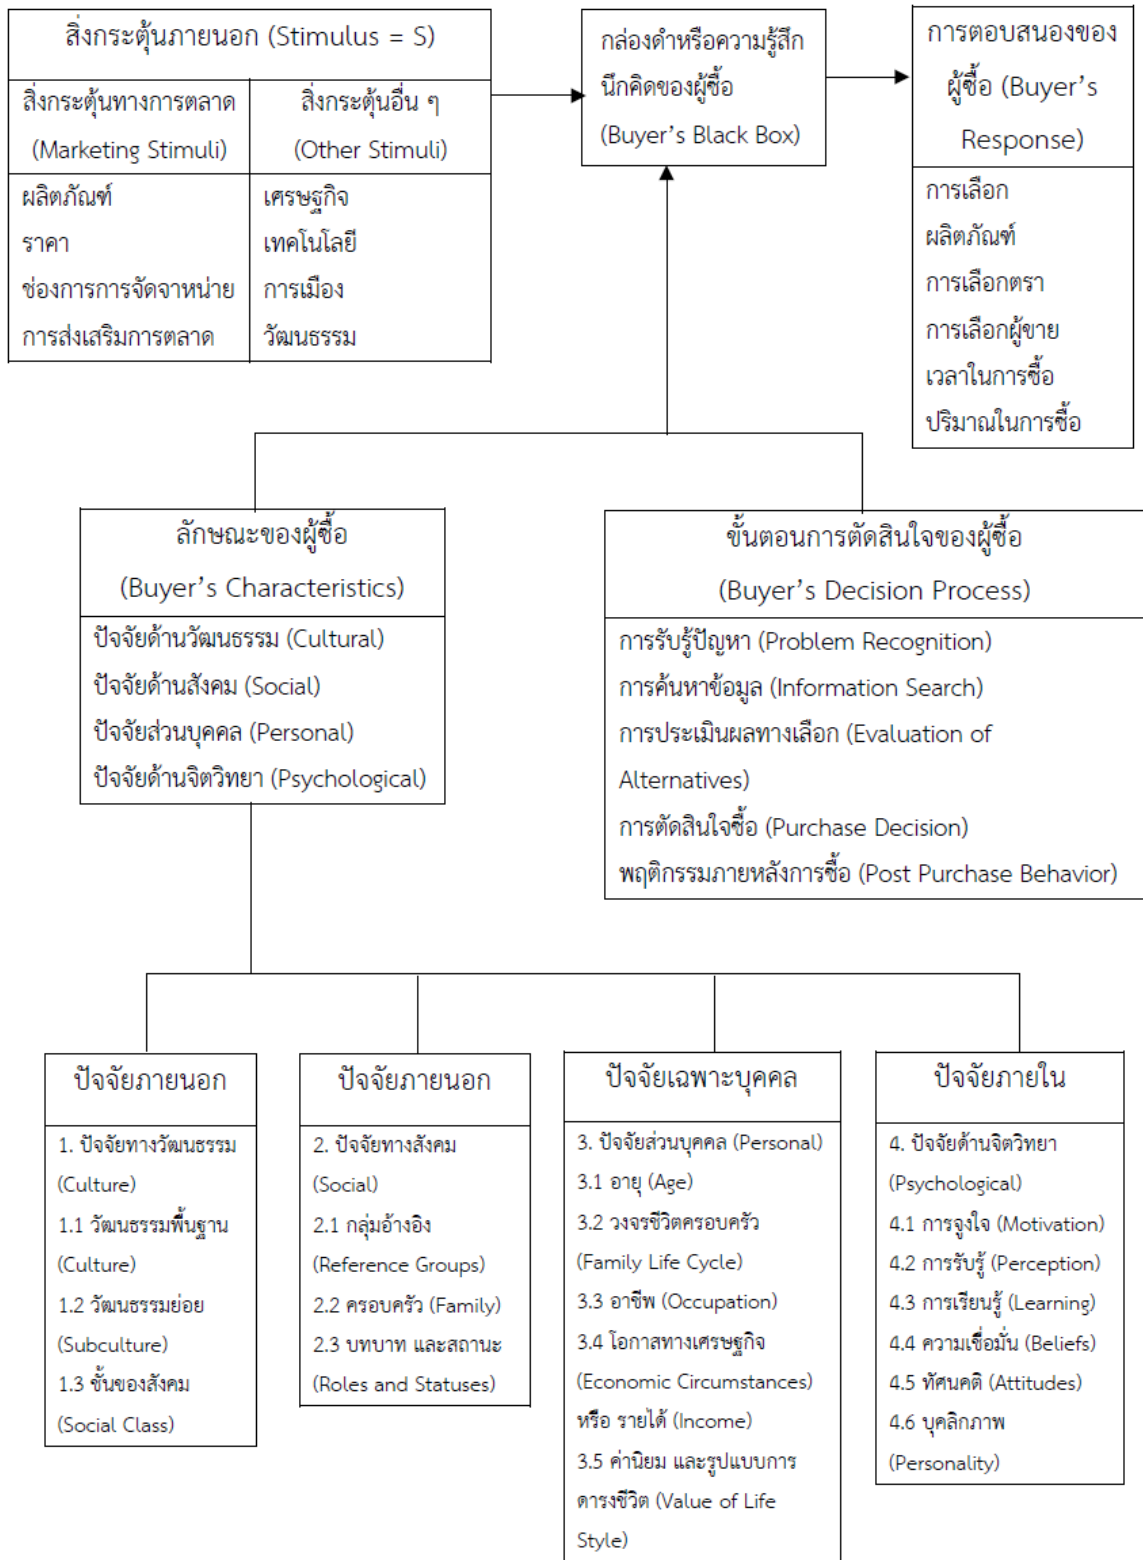 สิ่งกระตุ้นภายนอก (Stimulus = S)
สิ่งกระตุ้นทางการตลาด
(Marketing Stimuli)
ผลิตภัณฑ์
ราคา
ช่องการการจัดจาหน่าย
การส่งเสริมการตลาด
สิ่งกระตุ้นอื่น ๆ
(Other Stimuli)
เศรษฐกิจ
เทคโนโลยี
การเมือง
วัฒนธรรม
กล่องดำหรือความรู้สึก
นึกคิดของผู้ซื้อ
(Buyer's Black Box)
การตอบสนองของ
ผู้ซื้อ (Buyer's
Response)
การเลือก
ผลิตภัณฑ์
การเลือกตรา
การเลือกผู้ขาย
เวลาในการซื้อ
ปริมาณในการซื้อ
ลักษณะของผู้ซื้อ
(Buyer's Characteristics)
ปัจจัยด้านวัฒนธรรม (Cultural)
ปัจจัยด้านสังคม (Social)
ปัจจัยส่วนบุคคล (Personal)
ปัจจัยด้านจิตวิทยา (Psychological)
ขั้นตอนการตัดสินใจของผู้ซื้อ
(Buyer's Decision Process)
การรับรู้ปัญหา (Problem Recognition)
การค้นหาข้อมูล (Information Search)
การประเมินผลทางเลือก (Evaluation of
Alternatives)
การตัดสินใจซื้อ (Purchase Decision)
พฤติกรรมภายหลังการซื้อ (Post Purchase Behavior)
ปัจจัยภายนอก
1. ปัจจัยทางวัฒนธรรม
(Culture)
1.1 วัฒนธรรมพื้นฐาน
(Culture)
1.2 วัฒนธรรมย่อย
(Subculture)
1.3 ชั้นของสังคม
(Social Class)
ปัจจัยภายนอก
2. ปัจจัยทางสังคม
(Social)
2.1 กลุ่มอ้างอิง
(Reference Groups)
2.2 ครอบครัว (Family)
2.3 บทบาท และสถานะ
(Roles and Statuses)
ปัจจัยเฉพาะบุคคล
3. ปัจจัยส่วนบุคคล (Personal)
3.1 อายุ (Age)
3.2 วงจรชีวิตครอบครัว
(Family Life Cycle)
3.3 อาชีพ (Occupation)
3.4 โอกาสทางเศรษฐกิจ
(Economic Circumstances)
หรือ รายได้ (Income)
3.5 ค่านิยม และรูปแบบการ
ดารงชีวิต (Value of Life
Style)
ปัจจัยภายใน
4. ปัจจัยด้านจิตวิทยา
(Psychological)
4.1 การจูงใจ (Motivation)
4.2 การรับรู้ (Perception)
4.3 การเรียนรู้ (Learning)
4.4 ความเชื่อมั่น (Beliefs)
4.5 ทัศนคติ (Attitudes)
4.6 บุคลิกภาพ
(Personality)